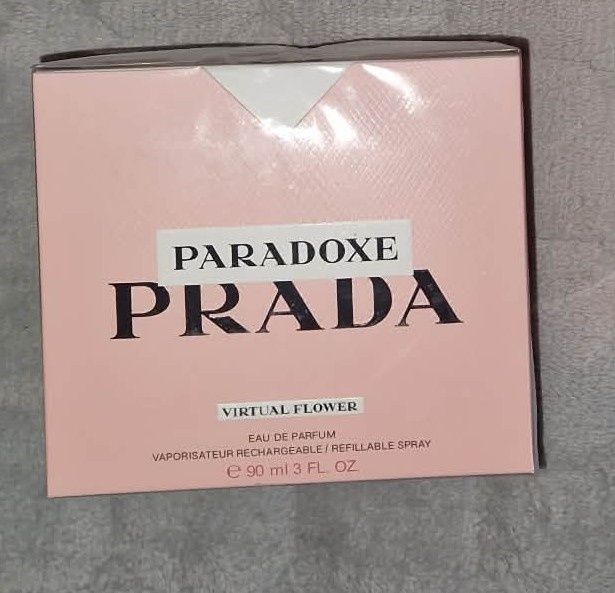 PARADOXE
PRADA
VIRTUAL FLOWER
EAU DE PARFUM
VAPORISATEUR RECHARGEABLE / REFILLABLE SPRAY
℮ 90 ml 3 FL. OZ.